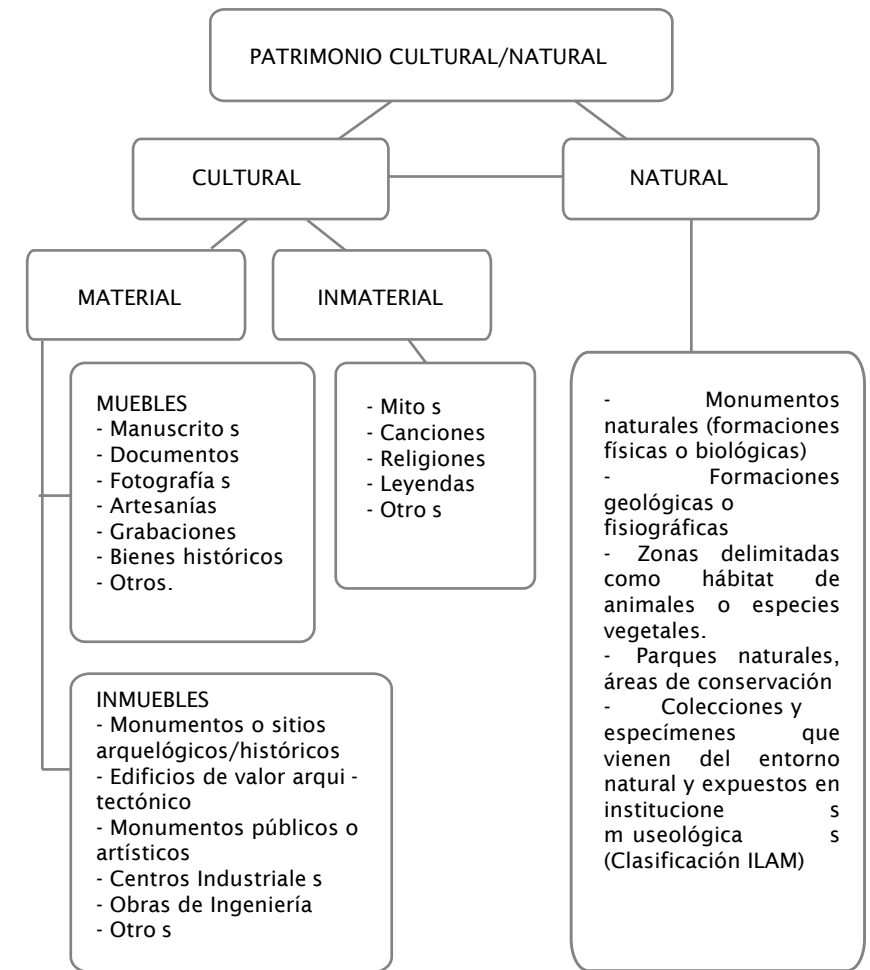 PATRIMONIO CULTURAL/NATURAL
CULTURAL
NATURAL
MATERIAL
INMATERIAL
MUEBLES
- Manuscrito s
- Documentos
- Fotografía s
- Artesanías
- Grabaciones
- Bienes históricos
- Otros.
- Mito s
- Canciones
- Religiones
- Leyendas
- Otro s
INMUEBLES
- Monumentos o sitios
arquelógicos/históricos
- Edificios de valor arqui -
tectónico
- Monumentos públicos o
artísticos
- Centros Industriale s
- Obras de Ingeniería
- Otro s
- Monumentos
naturales (formaciones
físicas o biológicas)
- Formaciones
geológicas o
fisiográficas
- Zonas delimitadas
como hábitat de
animales o especies
vegetales.
- Parques naturales,
áreas de conservación
- Colecciones y
especímenes que
vienen del entorno
natural y expuestos en
institucione s
m useológica s
(Clasificación ILAM)